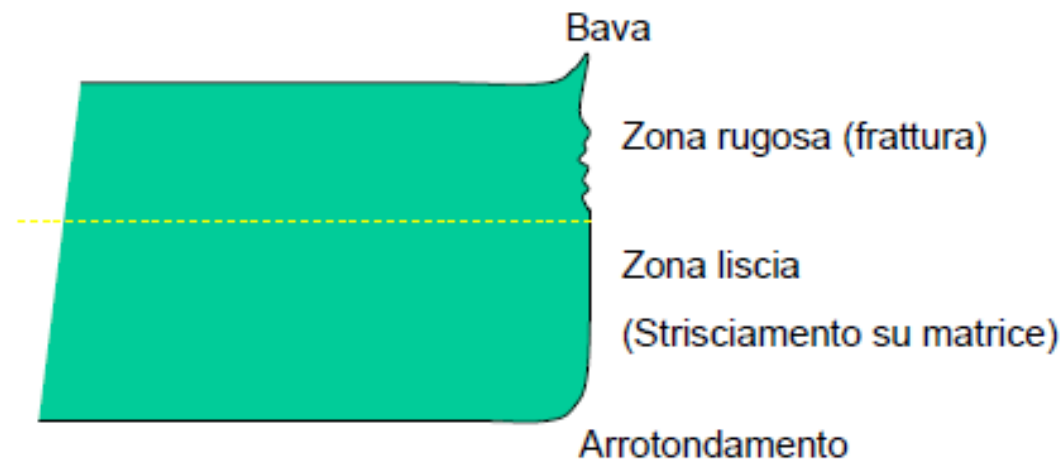 Bava
Zona rugosa (frattura)
Zona liscia
(Strisciamento su matrice)
Arrotondamento